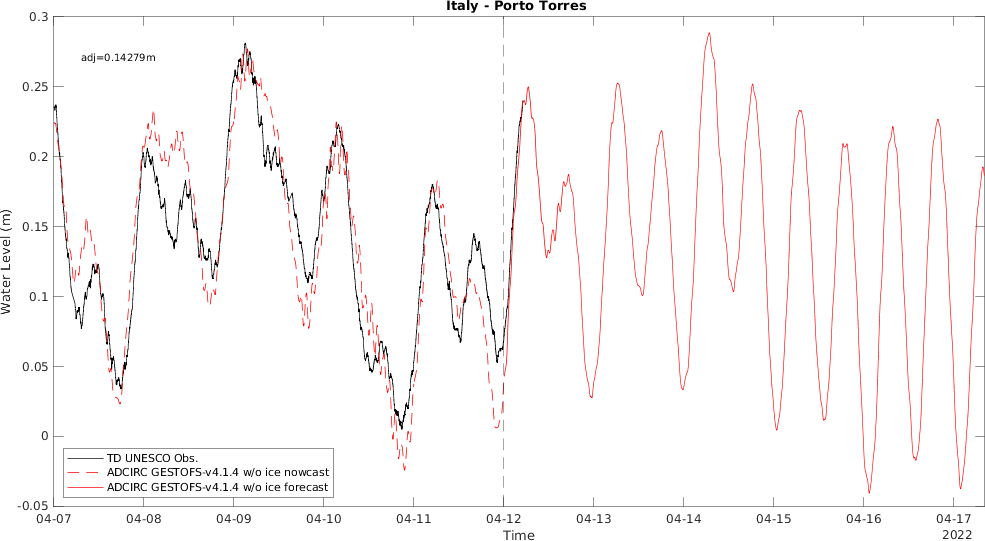 Italy - Porto Torres
adj=0.14279m
Water Level (m)
0.3
0.25
0.2
0.15
0.1
0.05
0
-0.05
TD UNESCO Obs.
ADCIRC GESTOFS-v4.1.4 w/o ice nowcast
ADCIRC GESTOFS-v4.1.4 w/o ice forecast
04-07 04-08 04-09 04-10 04-11 04-12 04-13 04-14 04-15 04-16 04-17
Time
2022